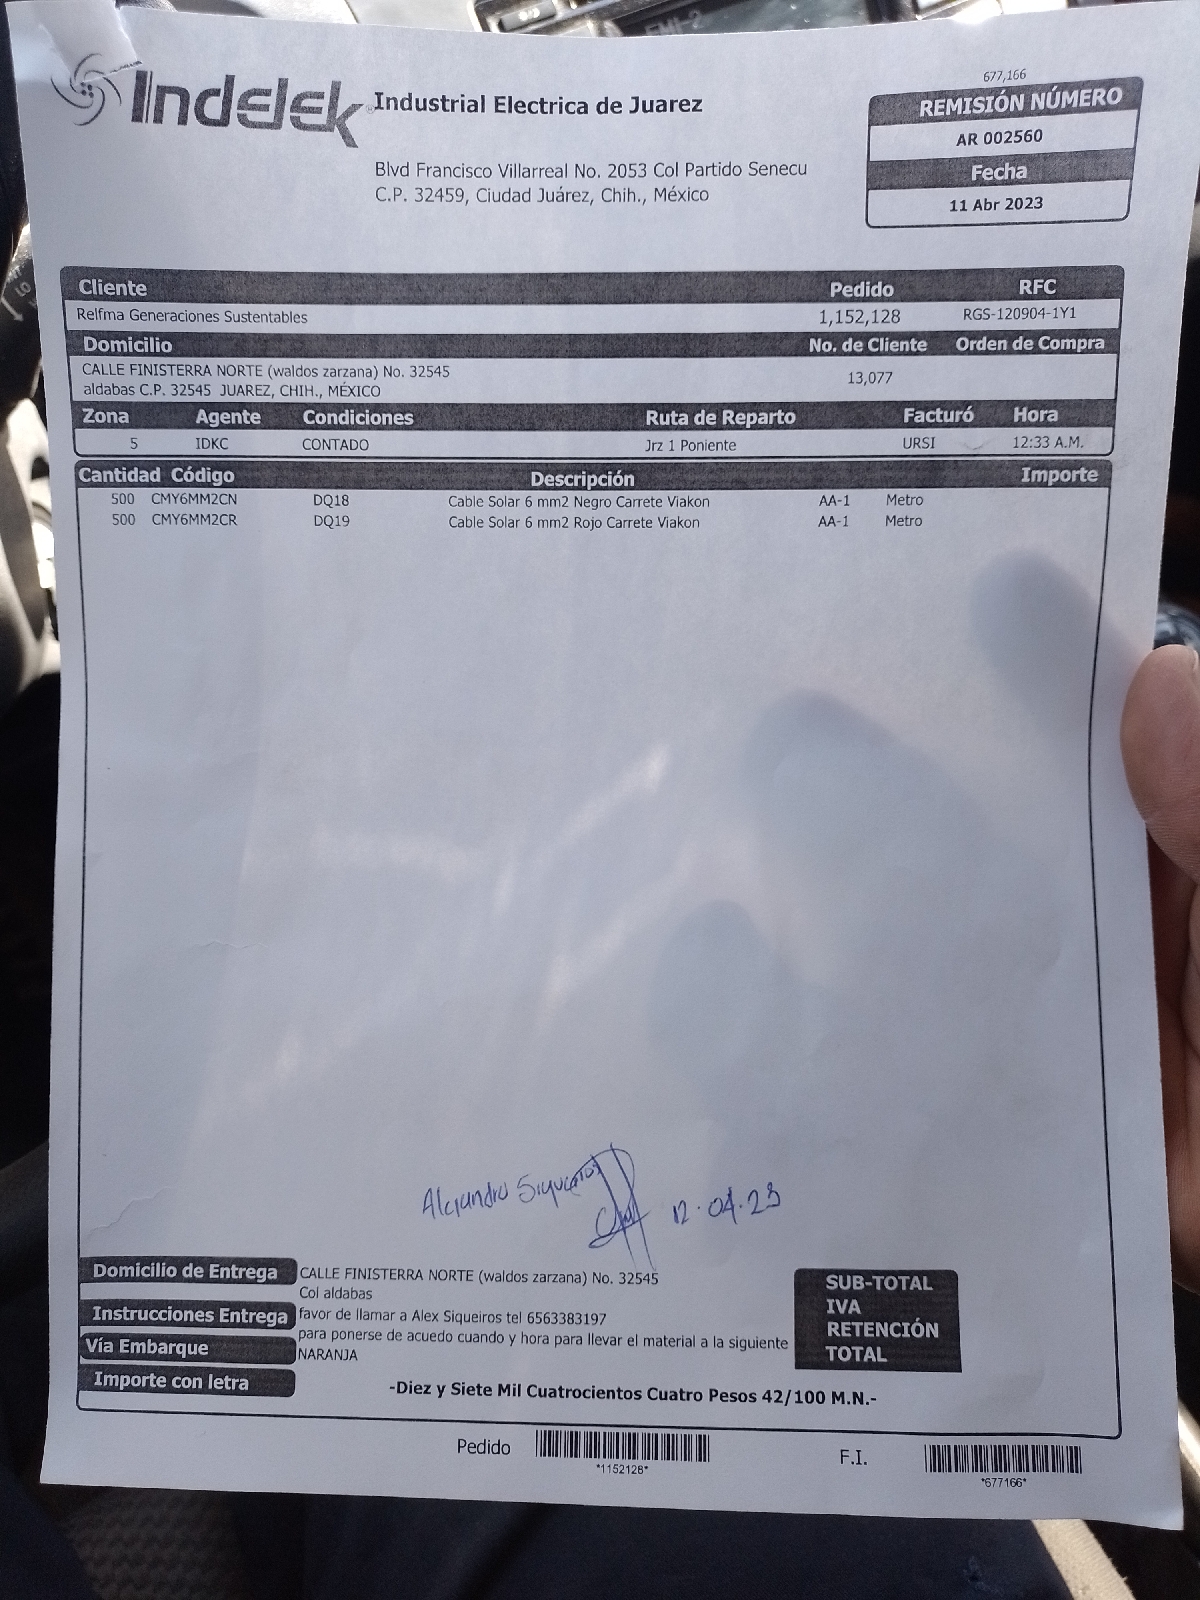 677,166
Indelek Industrial Electrica de Juarez
REMISIÓN NÚMERO
AR 002560
Blvd Francisco Villarreal No. 2053 Col Partido Senecu
C.P. 32459, Ciudad Juárez, Chih., México
Fecha
11 Abr 2023
Cliente Pedido RFC
Relfma Generaciones Sustentables 1,152,128 RGS-120904-1Y1
Domicilio No. de Cliente Orden de Compra
CALLE FINISTERRA NORTE (waldos zarzana) No. 32545
aldabas C.P. 32545 JUAREZ, CHIH., MÉXICO 13,077
Zona Agente Condiciones Ruta de Reparto Facturó Hora
5 IDKC CONTADO Jrz 1 Poniente URSI 12:33 A.M.
Cantidad Código Descripción Importe
500 CMY6MM2CN DQ18 Cable Solar 6 mm2 Negro Carrete Viakon AA-1 Metro
500 CMY6MM2CR DQ19 Cable Solar 6 mm2 Rojo Carrete Viakon AA-1 Metro
Alejandro Siqueiros 12.04.23
Domicilio de Entrega CALLE FINISTERRA NORTE (waldos zarzana) No. 32545
Col aldabas
Instrucciones Entrega favor de llamar a Alex Siqueiros tel 6563383197
para ponerse de acuerdo cuando y hora para llevar el material a la siguiente
Vía Embarque NARANJA
SUB-TOTAL
IVA
RETENCIÓN
TOTAL
Importe con letra -Diez y Siete Mil Cuatrocientos Cuatro Pesos 42/100 M.N.-
Pedido *1152128* F.I. *677166*